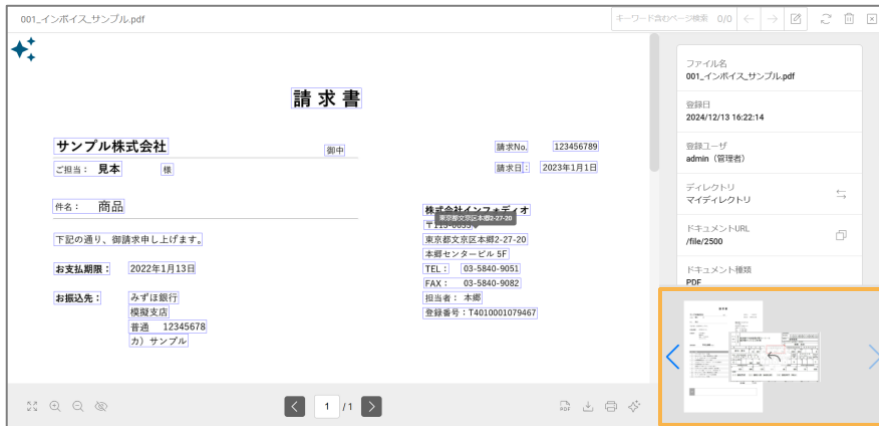 001_インボイス_サンプル.pdf
キーワード含むページ検索 0/0
請求書
サンプル株式会社 御中
ご担当： 見本 様
件名： 商品
下記の通り、御請求申し上げます。
お支払期限： 2022年1月13日
お振込先： みずほ銀行
模擬支店
普通 12345678
カ）サンプル
請求No. 123456789
請求日： 2023年1月1日
株式会社インフォディオ
東京都文京区本郷2-27-20
東京都文京区本郷2-27-20
本郷センタービル 5F
TEL： 03-5840-9051
FAX： 03-5840-9082
担当者： 本郷
登録番号：T4010001079467
1 /1
PDF
ファイル名
001_インボイス_サンプル.pdf
登録日
2024/12/13 16:22:14
登録ユーザ
admin（管理者）
ディレクトリ
マイディレクトリ
ドキュメントURL
/file/2500
ドキュメント種類
PDF